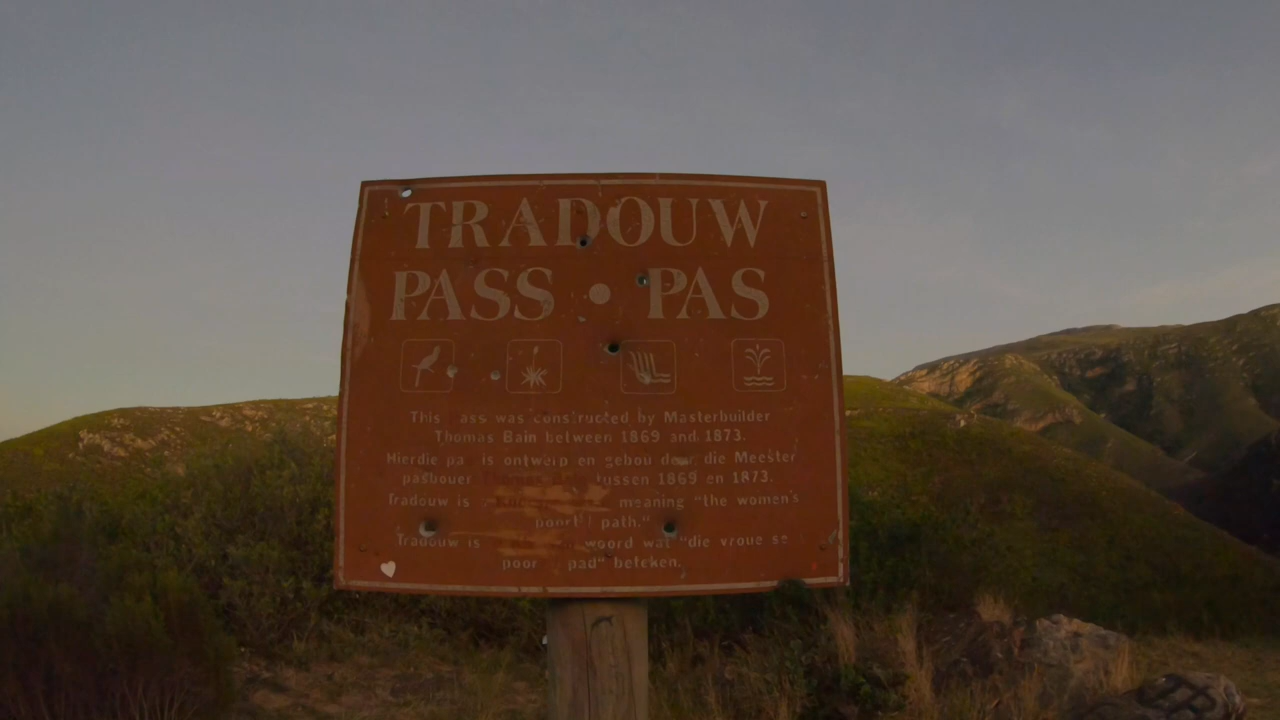 TRADOUW
PASS • PAS
This ass was constructed by Masterbuilder
Thomas Bain between 1869 and 1873.
Hierdie pa is ontwerp en gebou deur die Meester
pasbouer tussen 1869 en 1873.
Tradouw is meaning "the women's
poort path."
Tradouw is woord wat "die vroue se
poor pad" beteken.